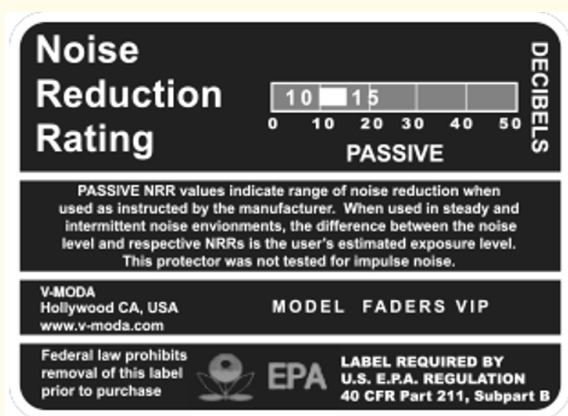 Noise
Reduction
Rating
DECIBELS
10 15
0 10 20 30 40 50
PASSIVE
PASSIVE NRR values indicate range of noise reduction when
used as instructed by the manufacturer. When used in steady and
intermittent noise envionments, the difference between the noise
level and respective NRRs is the user's estimated exposure level.
This protector was not tested for impulse noise.
V-MODA
Hollywood CA, USA
www.v-moda.com
MODEL FADERS VIP
Federal law prohibits
removal of this label
prior to purchase
EPA
LABEL REQUIRED BY
U.S. E.P.A. REGULATION
40 CFR Part 211, Subpart B